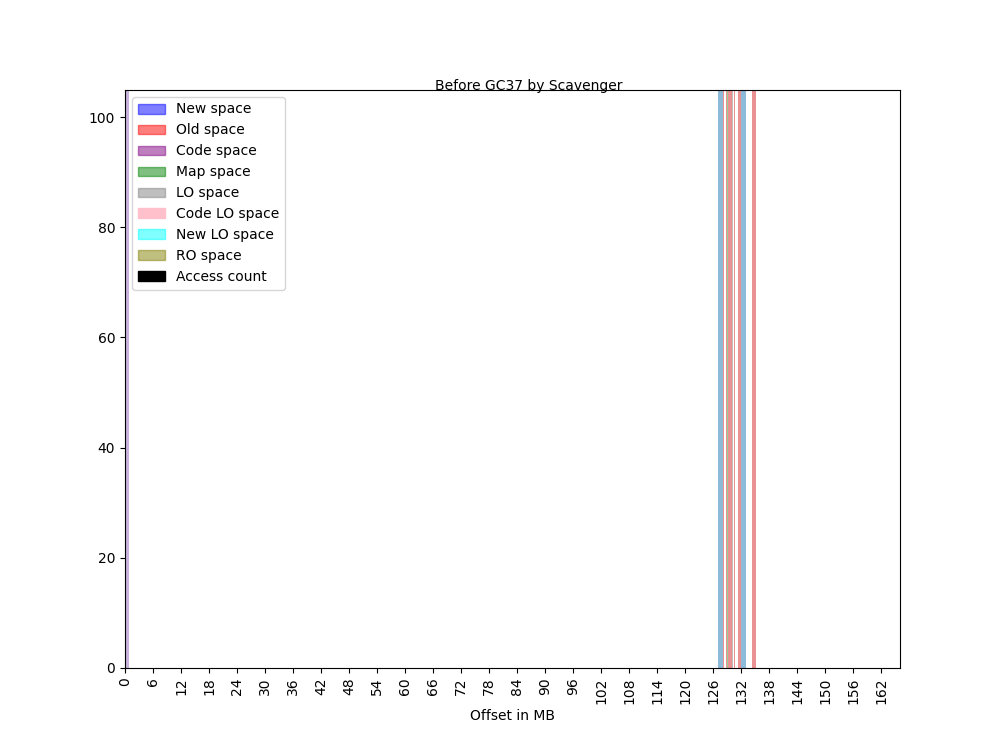 Before GC37 by Scavenger
New space
Old space
Code space
Map space
LO space
Code LO space
New LO space
RO space
Access count
100
80
60
40
20
0
0 6 12 18 24 30 36 42 48 54 60 66 72 78 84 90 96 102 108 114 120 126 132 138 144 150 156 162
Offset in MB